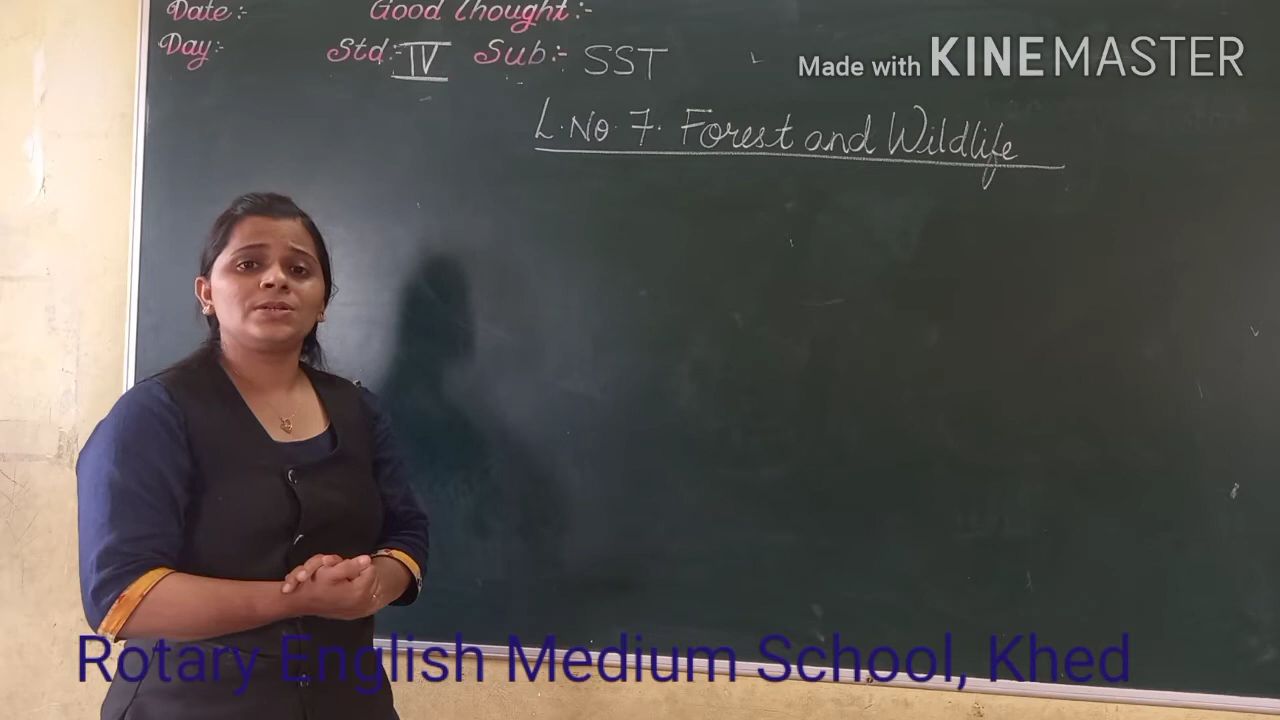 Date:- Good Thought:-
Day:- Std:- IV Sub:- SST
Made with KINEMASTER
L.No.7. Forest and Wildlife
Rotary English Medium School, Khed